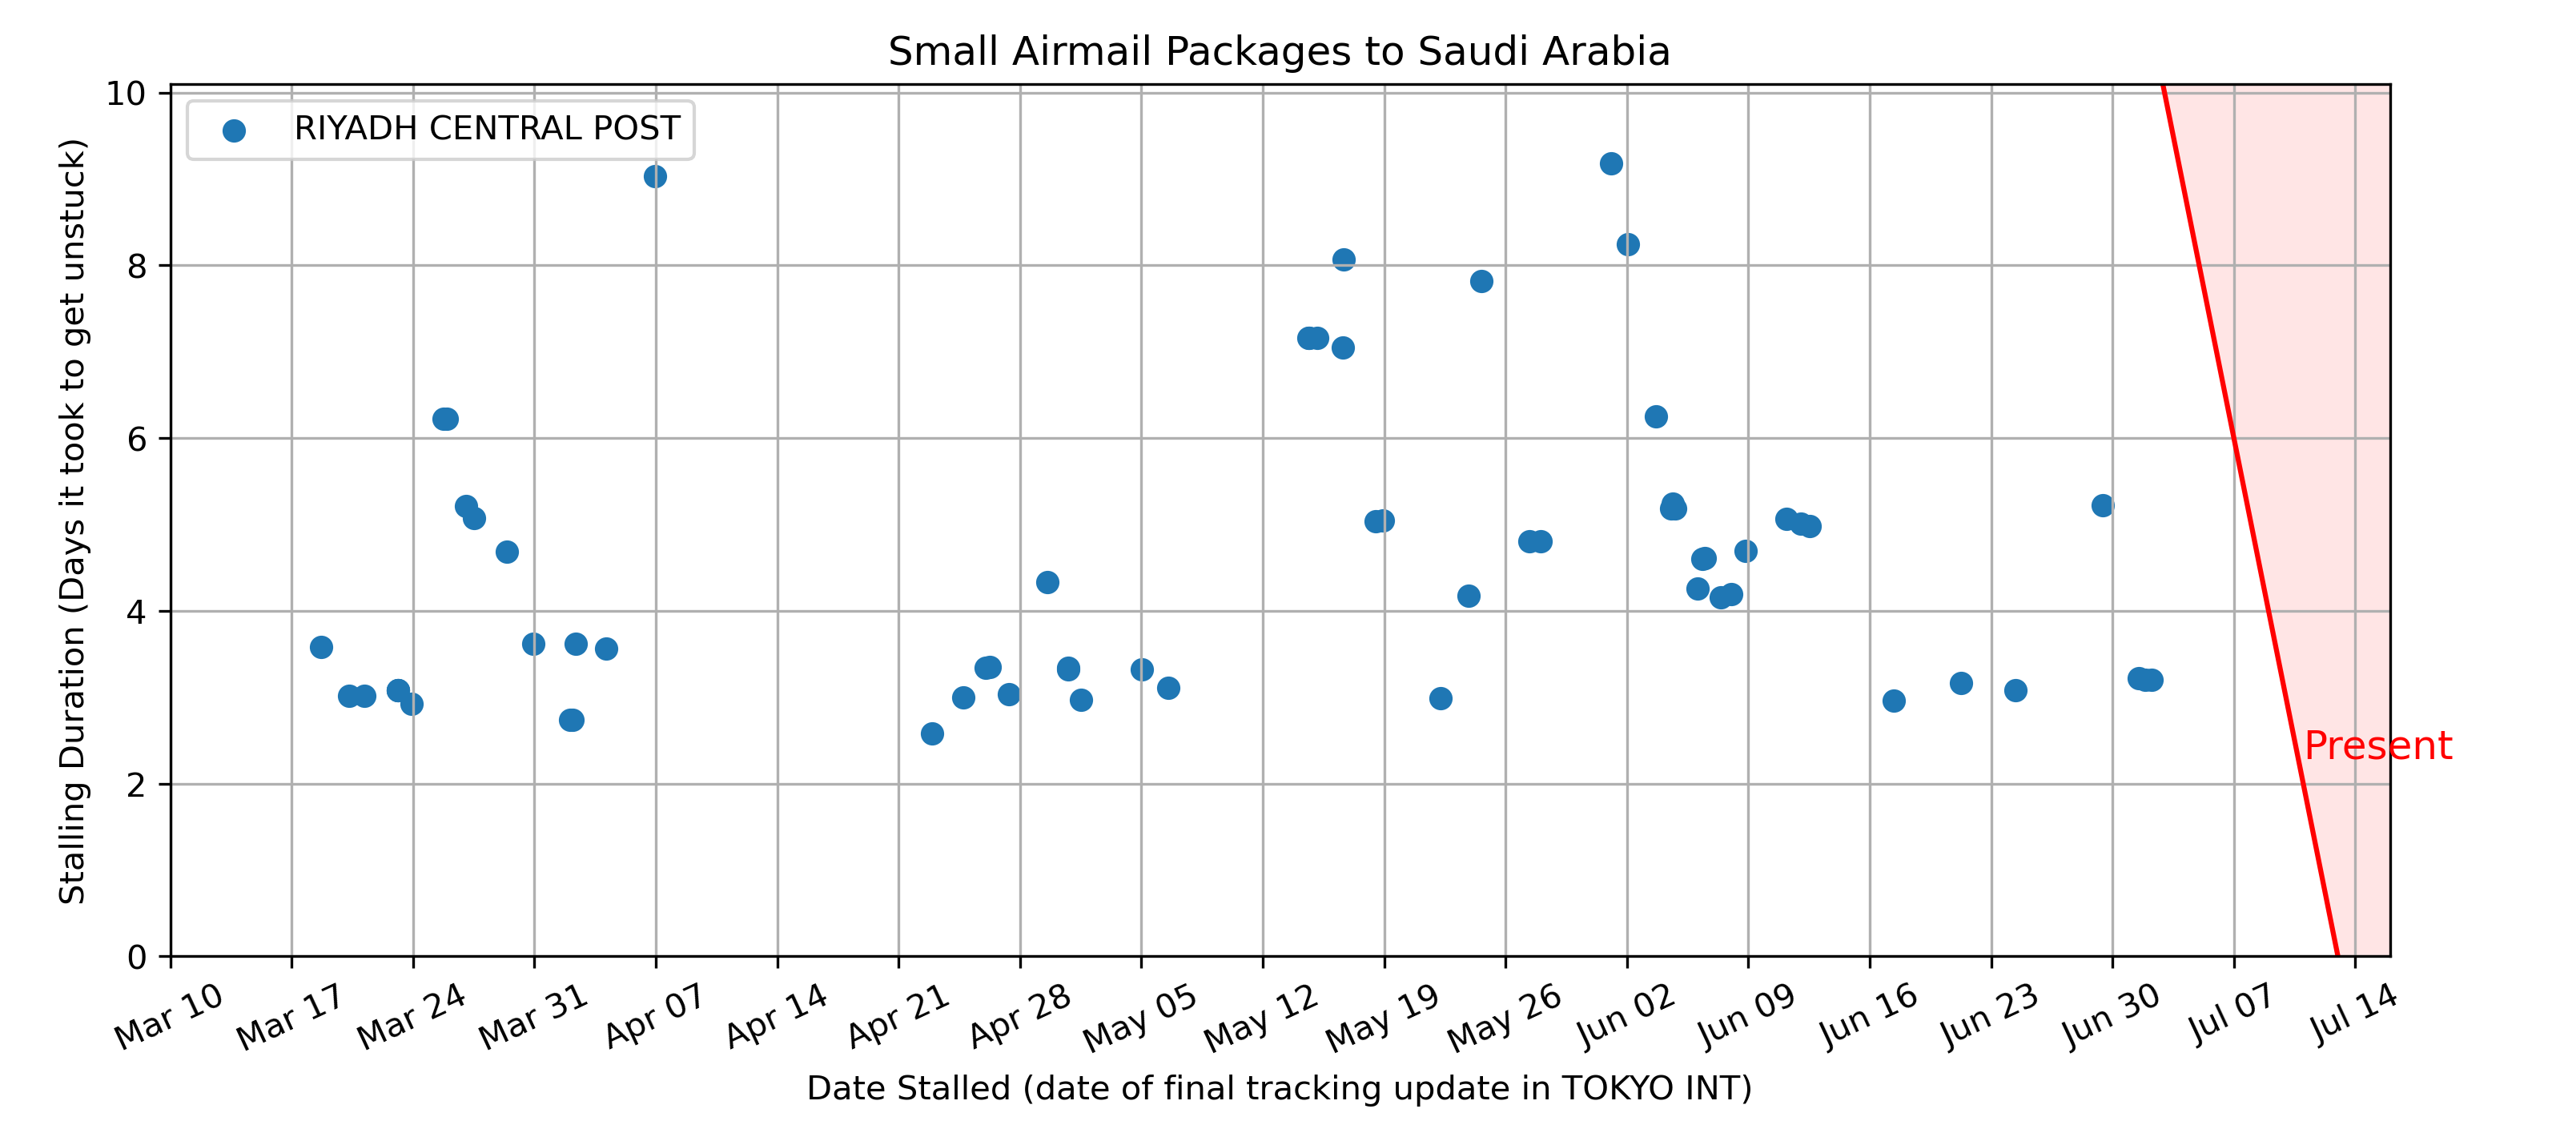 Small Airmail Packages to Saudi Arabia
RIYADH CENTRAL POST
Stalling Duration (Days it took to get unstuck)
10
8
6
4
2
0
Present
Mar 10
Mar 17
Mar 24
Mar 31
Apr 07
Apr 14
Apr 21
Apr 28
May 05
May 12
May 19
May 26
Jun 02
Jun 09
Jun 16
Jun 23
Jun 30
Jul 07
Jul 14
Date Stalled (date of final tracking update in TOKYO INT)